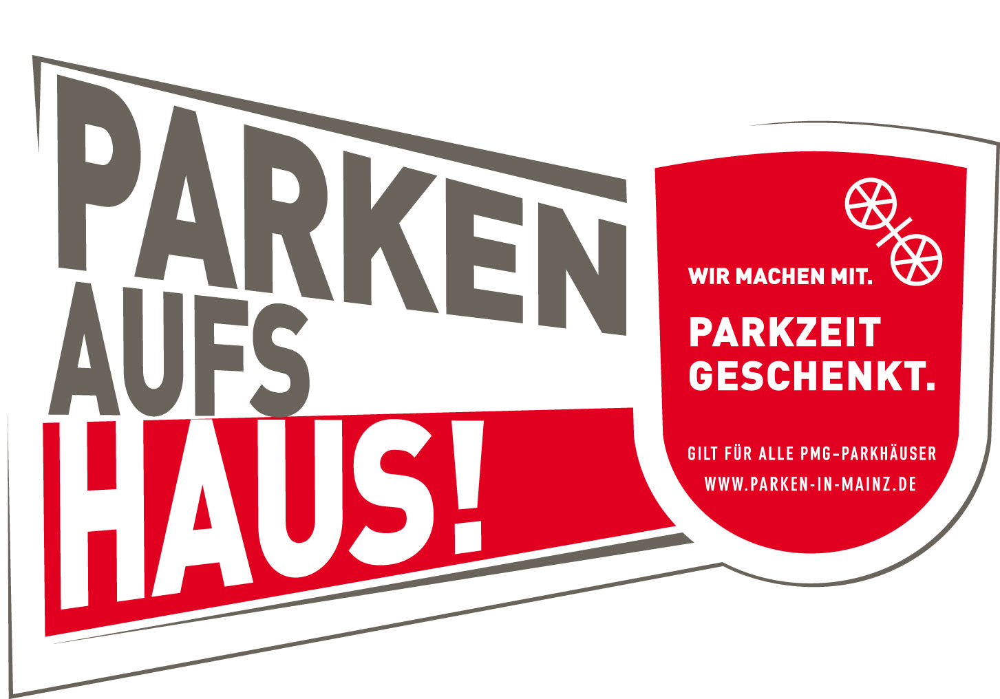 PARKEN
AUFS
HAUS!
WIR MACHEN MIT.
PARKZEIT
GESCHENKT.
GILT FÜR ALLE PMG-PARKHÄUSER
WWW.PARKEN-IN-MAINZ.DE